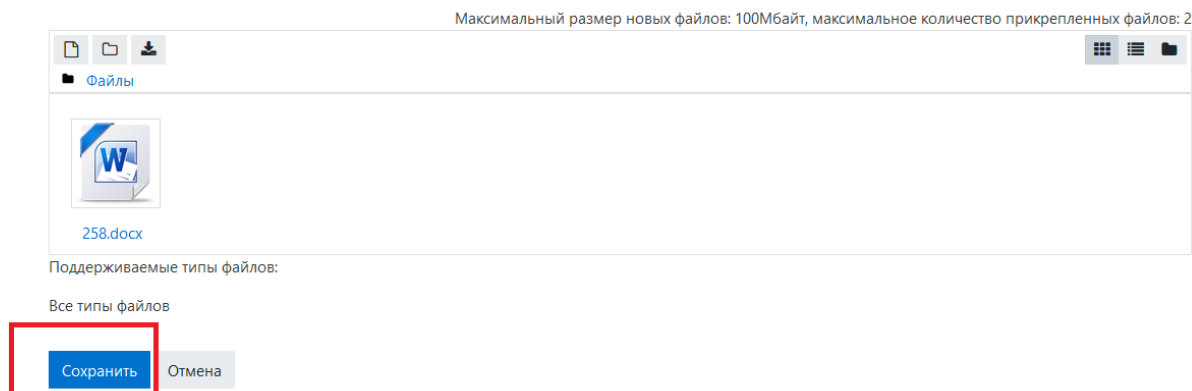 Максимальный размер новых файлов: 100Мбайт, максимальное количество прикрепленных файлов: 2
Файлы
W
258.docx
Поддерживаемые типы файлов:
Все типы файлов
Сохранить Отмена